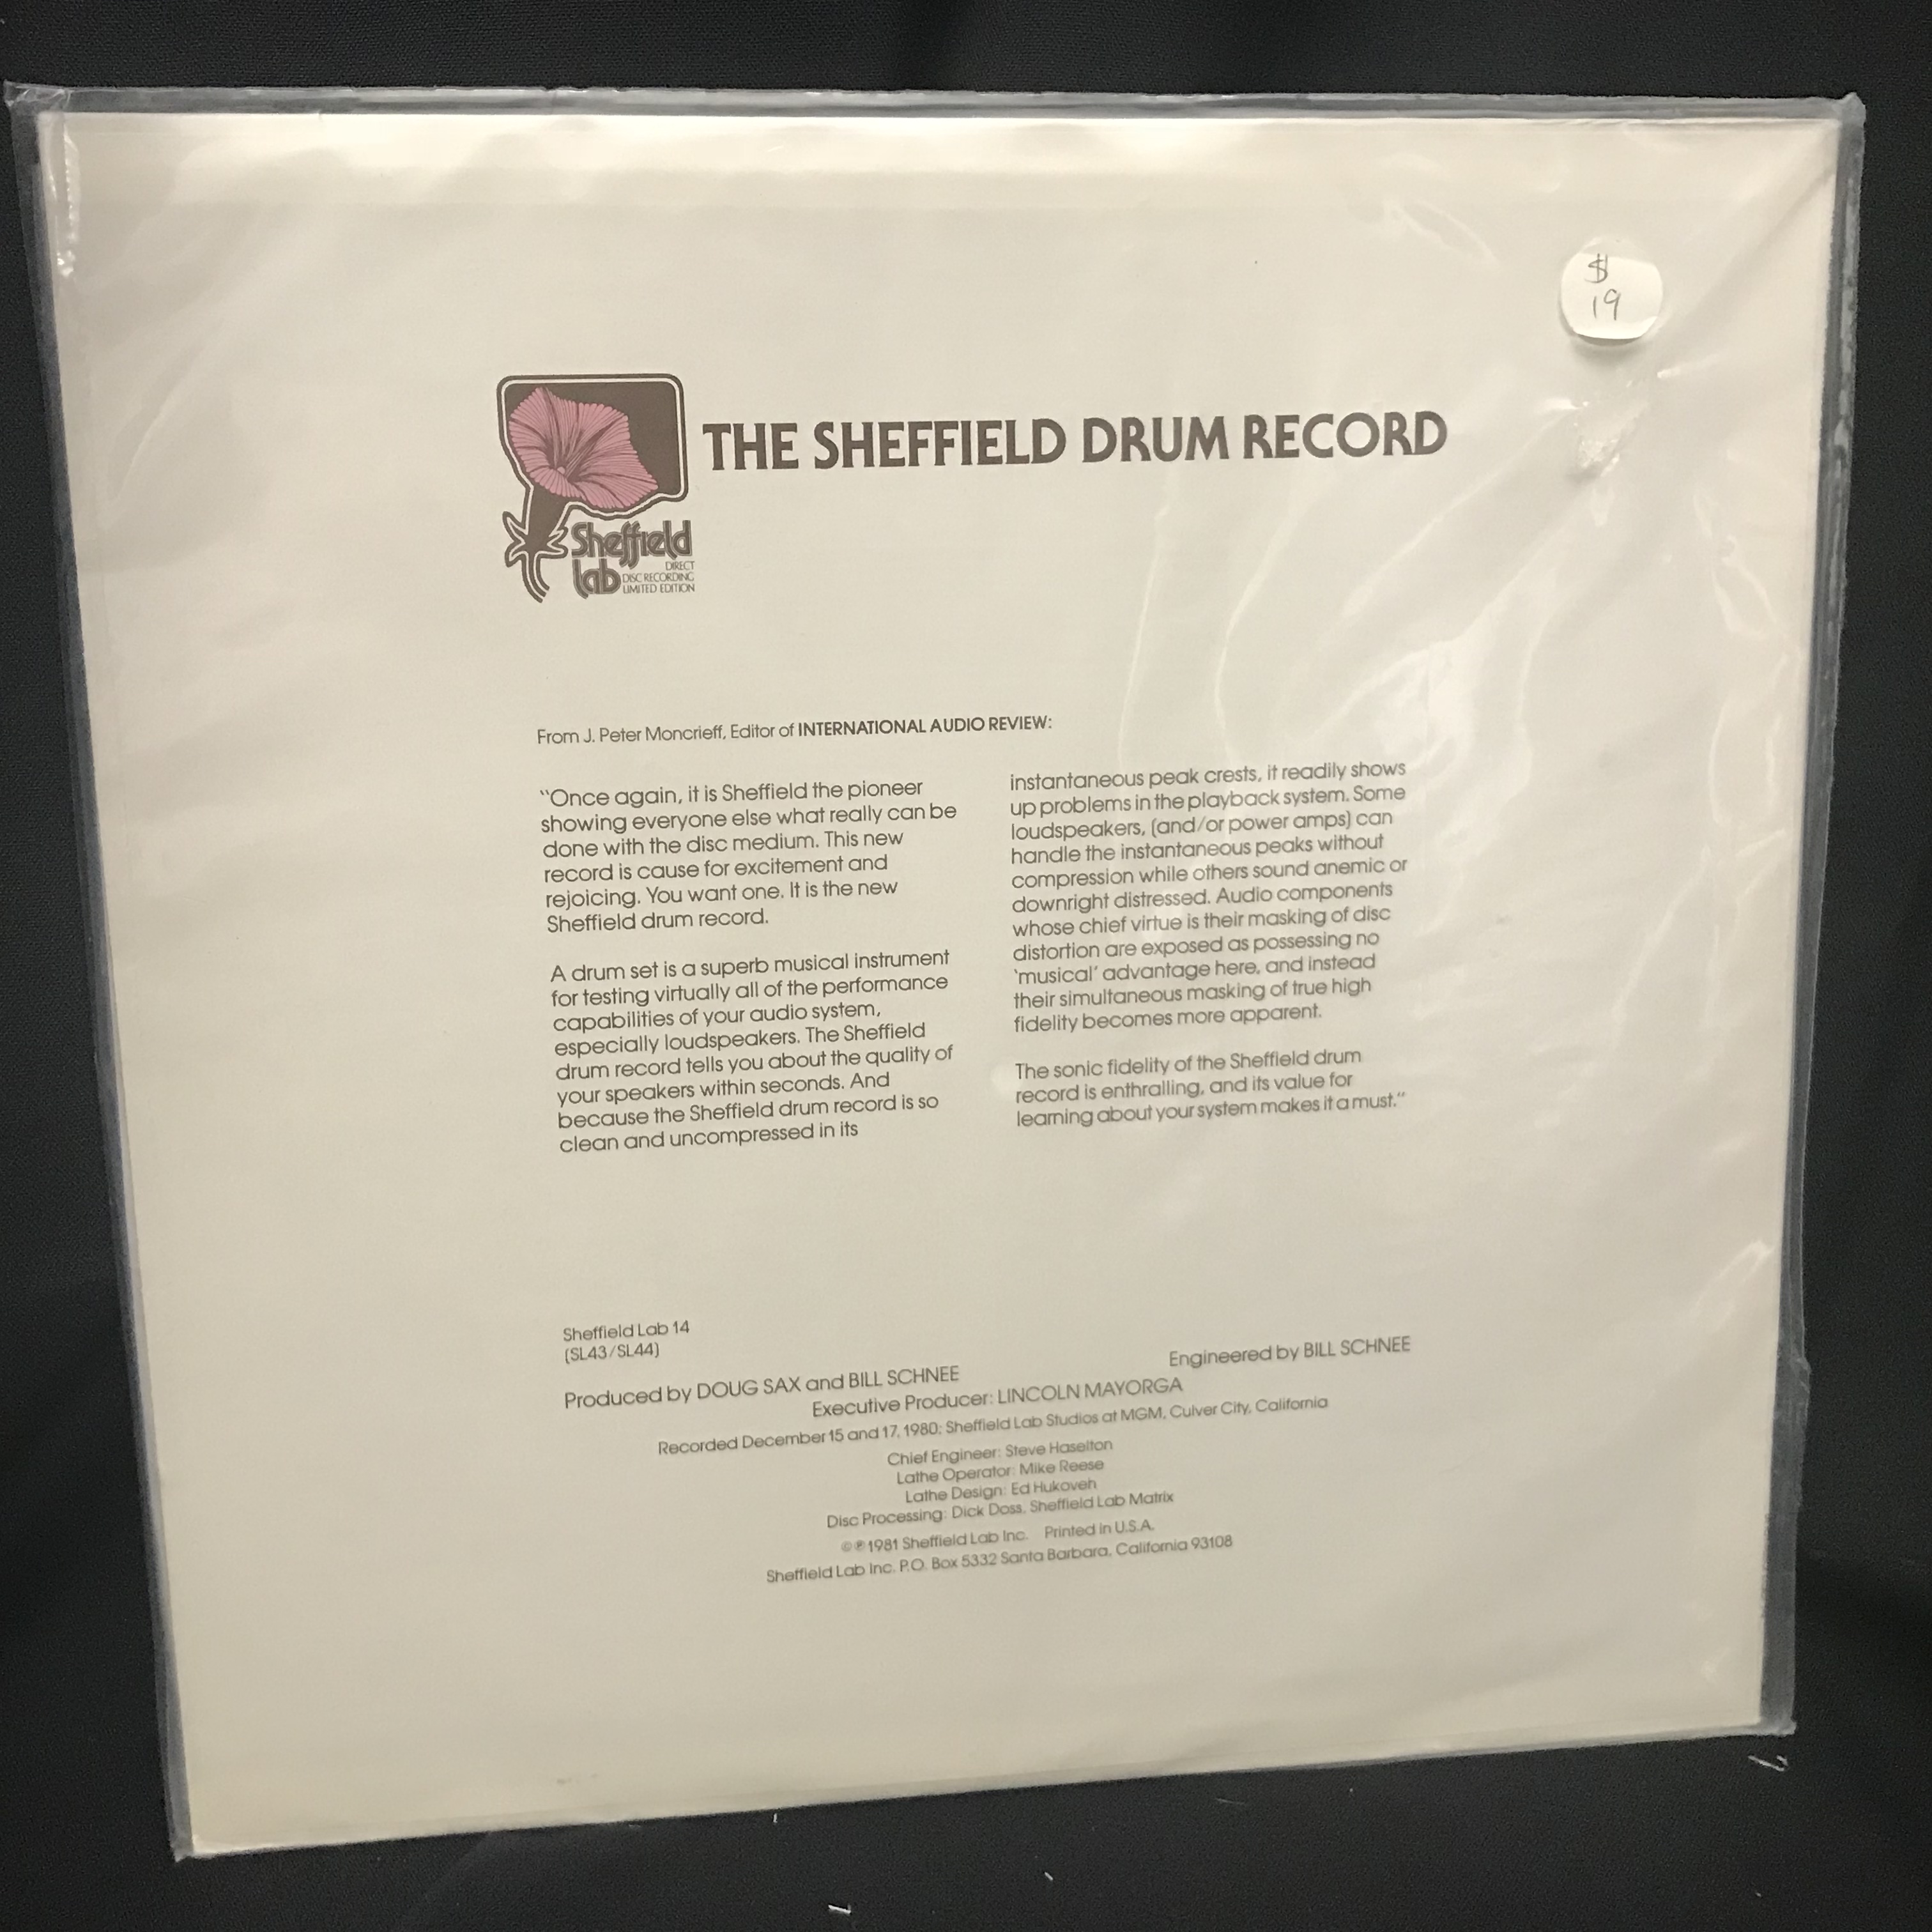 $
19
THE SHEFFIELD DRUM RECORD
Sheffield
lab
DIRECT
DISC RECORDING
LIMITED EDITION
From J. Peter Moncrieff, Editor of INTERNATIONAL AUDIO REVIEW:
“Once again, it is Sheffield the pioneer
showing everyone else what really can be
done with the disc medium. This new
record is cause for excitement and
rejoicing. You want one. It is the new
Sheffield drum record.
A drum set is a superb musical instrument
for testing virtually all of the performance
capabilities of your audio system,
especially loudspeakers. The Sheffield
drum record tells you about the quality of
your speakers within seconds. And
because the Sheffield drum record is so
clean and uncompressed in its
instantaneous peak crests, it readily shows
up problems in the playback system. Some
loudspeakers, (and/or power amps) can
handle the instantaneous peaks without
compression while others sound anemic or
downright distressed. Audio components
whose chief virtue is their masking of disc
distortion are exposed as possessing no
‘musical’ advantage here, and instead
their simultaneous masking of true high
fidelity becomes more apparent.
The sonic fidelity of the Sheffield drum
record is enthralling, and its value for
learning about your system makes it a must.”
Sheffield Lab 14
(SL43/SL44)
Produced by DOUG SAX and BILL SCHNEE
Engineered by BILL SCHNEE
Executive Producer: LINCOLN MAYORGA
Recorded December 15 and 17, 1980; Sheffield Lab Studios at MGM, Culver City, California
Chief Engineer: Steve Haselton
Lathe Operator: Mike Reese
Lathe Design: Ed Hukoveh
Disc Processing: Dick Doss, Sheffield Lab Matrix
©℗1981 Sheffield Lab Inc. Printed in U.S.A.
Sheffield Lab Inc. P.O. Box 5332 Santa Barbara, California 93108